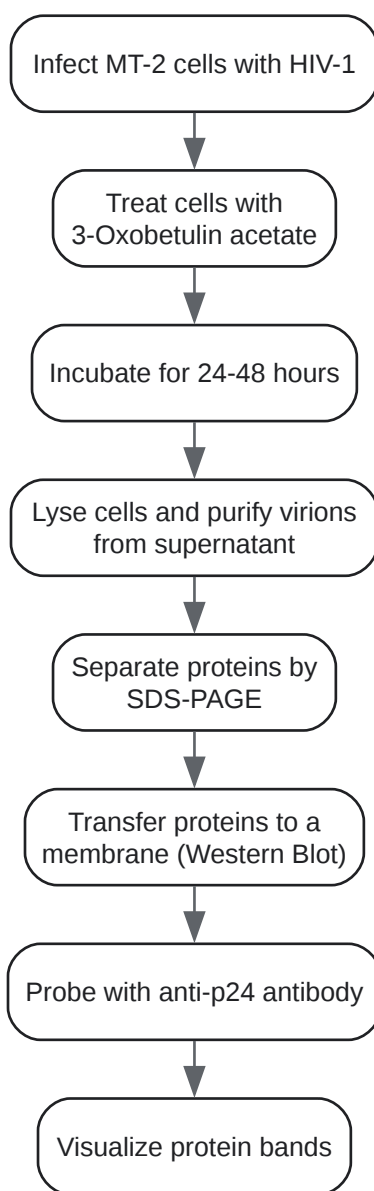 Infect MT-2 cells with HIV-1
Treat cells with
3-Oxobetulin acetate
Incubate for 24-48 hours
Lyse cells and purify virions
from supernatant
Separate proteins by
SDS-PAGE
Transfer proteins to a
membrane (Western Blot)
Probe with anti-p24 antibody
Visualize protein bands